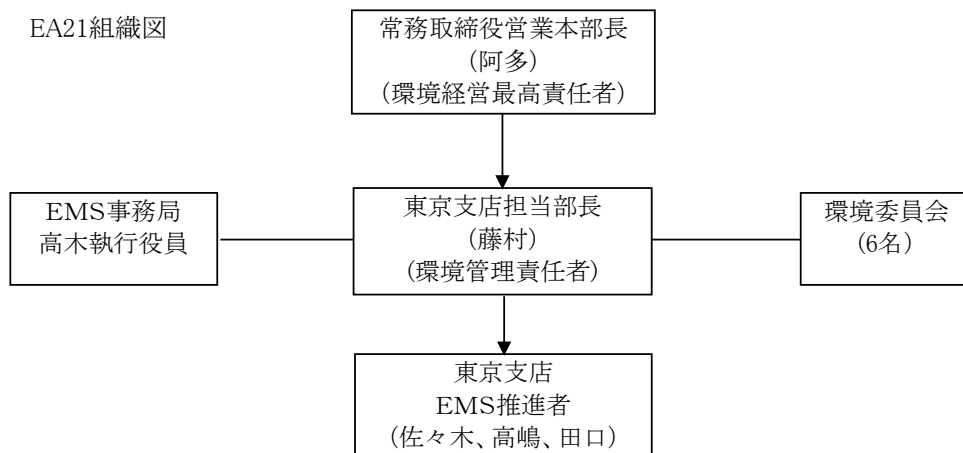 EA21組織図
常務取締役営業本部長
(阿多)
(環境経営最高責任者)
EMS事務局
高木執行役員
東京支店担当部長
(藤村)
(環境管理責任者)
環境委員会
(6名)
東京支店
EMS推進者
(佐々木、高嶋、田口)